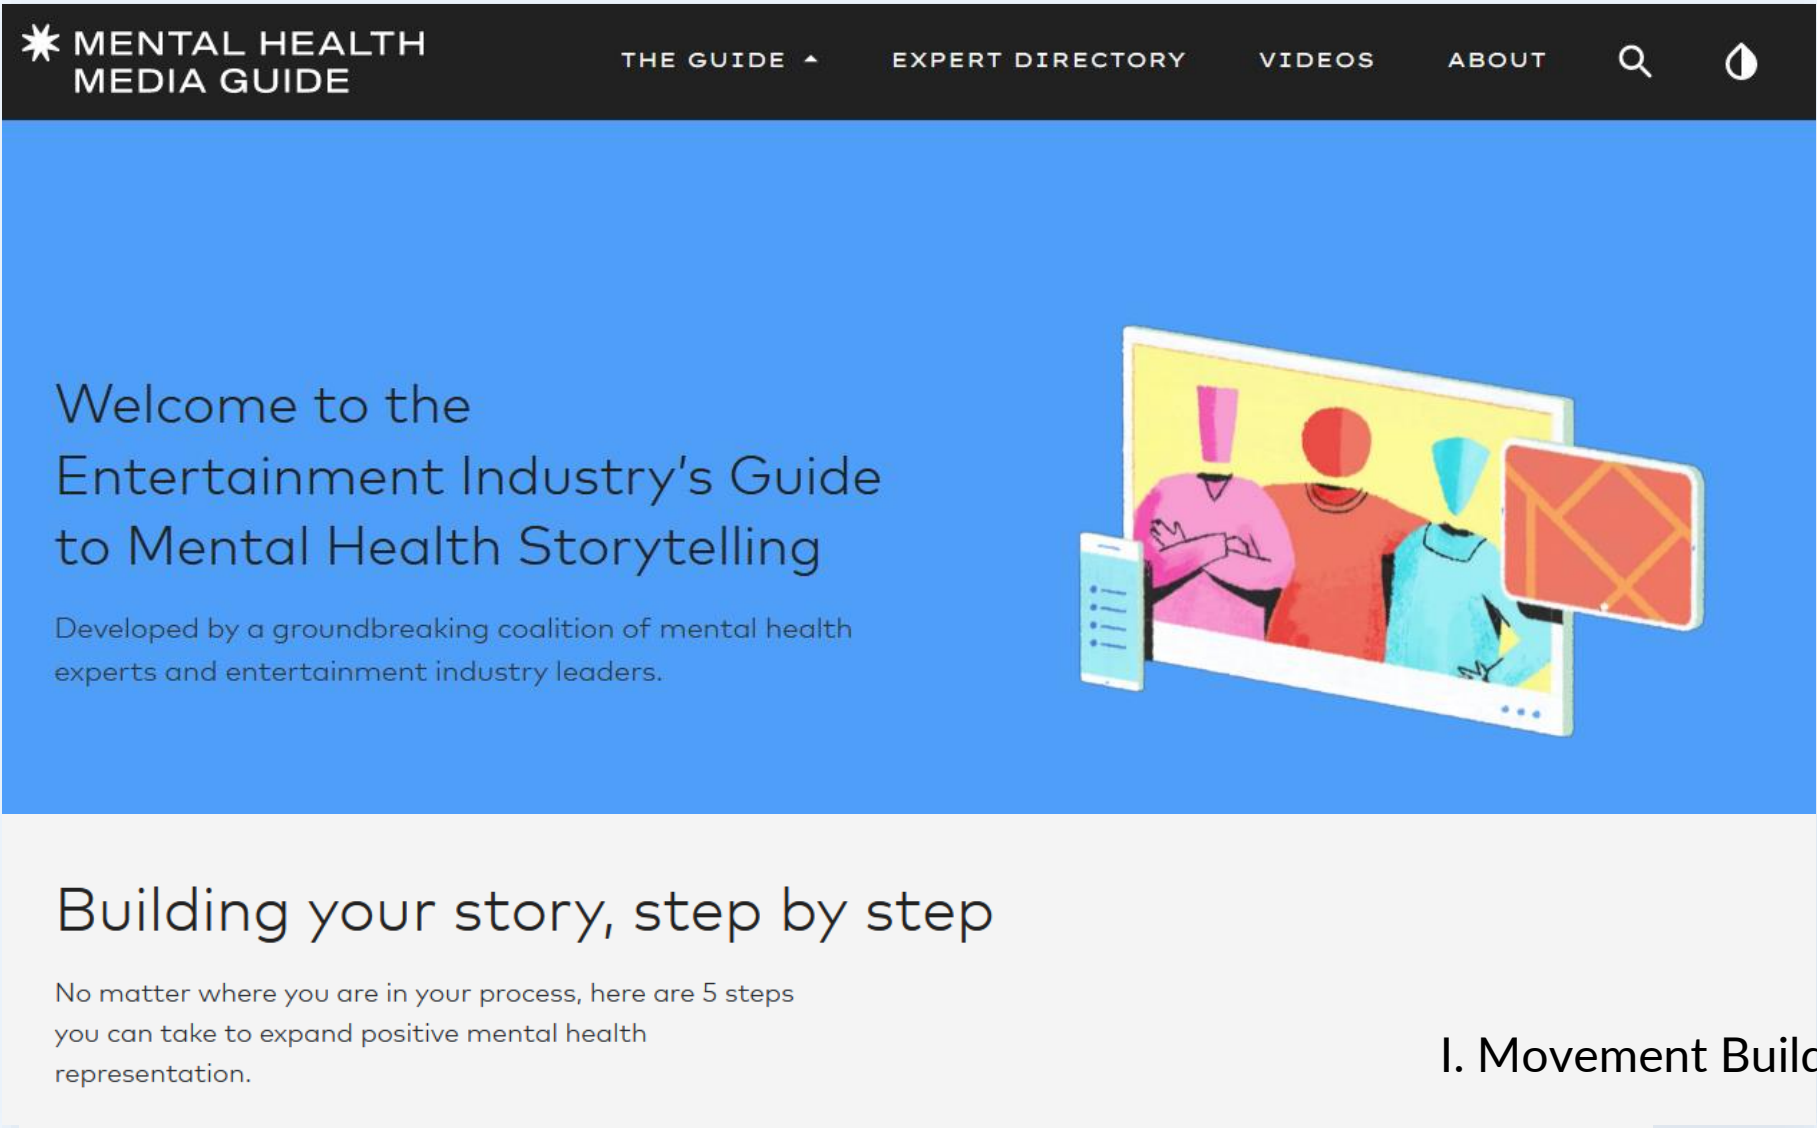 MENTAL HEALTH
MEDIA GUIDE
THE GUIDE
EXPERT DIRECTORY
VIDEOS
ABOUT
Welcome to the
Entertainment Industry's Guide
to Mental Health Storytelling
Developed by a groundbreaking coalition of mental health
experts and entertainment industry leaders.
Building your story, step by step
No matter where you are in your process, here are 5 steps
you can take to expand positive mental health
representation.
I. Movement Build